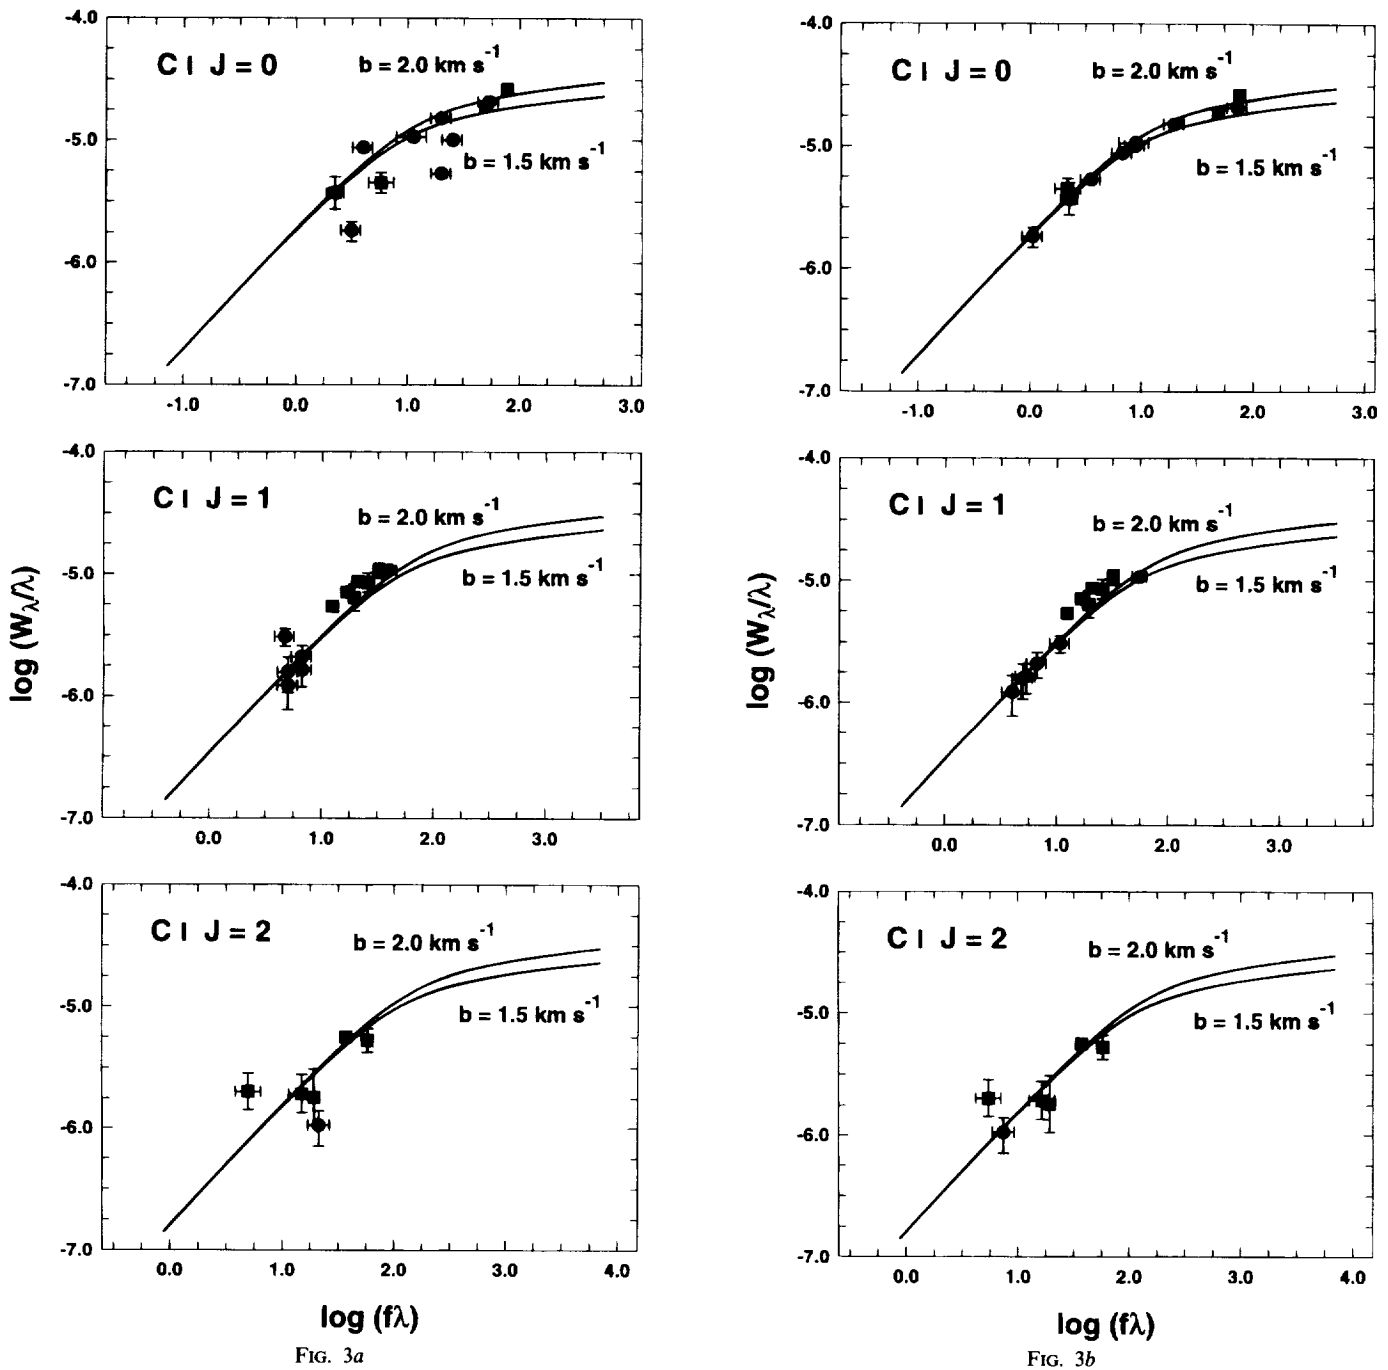 -4.0
C I J = 0
b = 2.0 km s-1
-5.0
b = 1.5 km s-1
-6.0
-7.0
-1.0 0.0 1.0 2.0 3.0
-4.0
C I J = 1
b = 2.0 km s-1
-5.0
b = 1.5 km s-1
log (Wλ/λ)
-6.0
-7.0
0.0 1.0 2.0 3.0
-4.0
C I J = 2
b = 2.0 km s-1
-5.0
b = 1.5 km s-1
-6.0
-7.0
0.0 1.0 2.0 3.0 4.0
log (fλ)
FIG. 3a
-4.0
C I J = 0
b = 2.0 km s-1
-5.0
b = 1.5 km s-1
-6.0
-7.0
-1.0 0.0 1.0 2.0 3.0
-4.0
C I J = 1
b = 2.0 km s-1
-5.0
b = 1.5 km s-1
log (Wλ/λ)
-6.0
-7.0
0.0 1.0 2.0 3.0
-4.0
C I J = 2
b = 2.0 km s-1
-5.0
b = 1.5 km s-1
-6.0
-7.0
0.0 1.0 2.0 3.0 4.0
log (fλ)
FIG. 3b